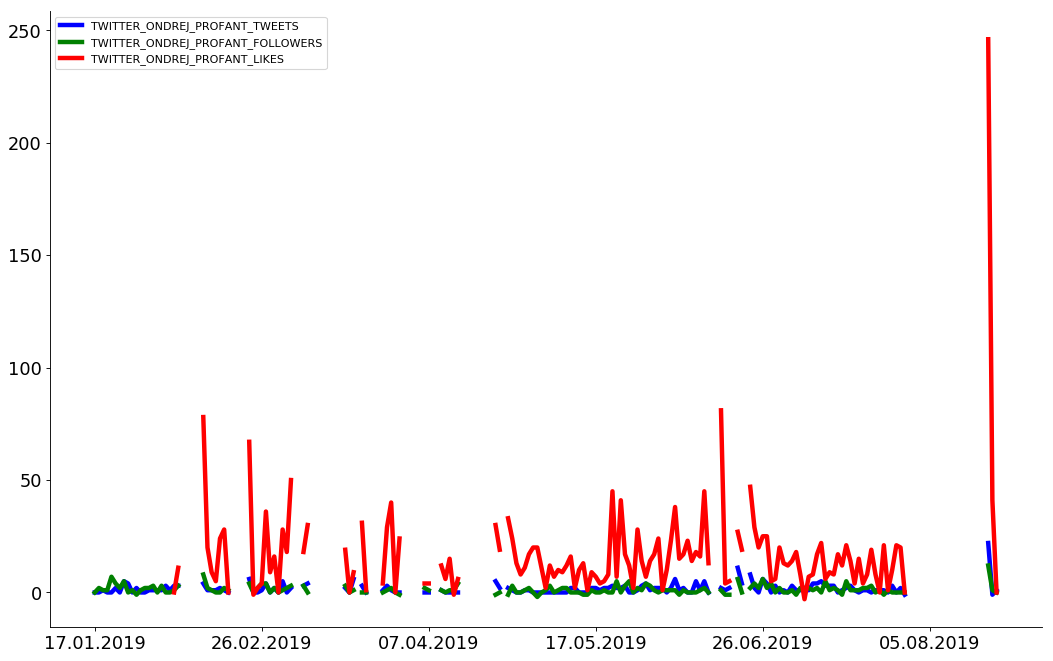 TWITTER_ONDREJ_PROFANT_TWEETS
TWITTER_ONDREJ_PROFANT_FOLLOWERS
TWITTER_ONDREJ_PROFANT_LIKES
250
200
150
100
50
0
17.01.2019 26.02.2019 07.04.2019 17.05.2019 26.06.2019 05.08.2019